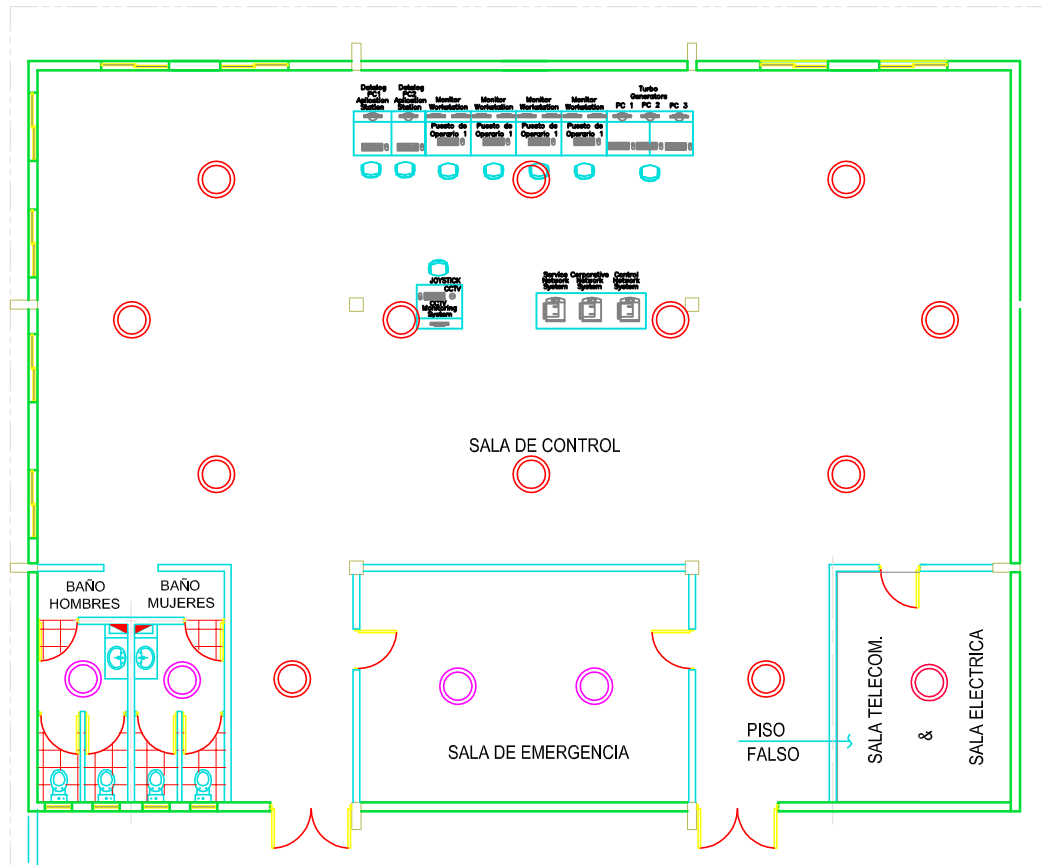 Datalog
PC1
Aplication
Station
Datalog
PC2
Aplication
Station
Monitor
Workstation
Monitor
Workstation
Monitor
Workstation
Monitor
Workstation
Turbo
Generators
PC 1
PC 2
PC 3
Puesto de
Operario 1
Puesto de
Operario 1
Puesto de
Operario 1
Puesto de
Operario 1
JOYSTICK
CCTV
CCTV
Monitoring
System
Service
Network
System
Corporative
Network
System
Control
Network
System
SALA DE CONTROL
BAÑO
HOMBRES
BAÑO
MUJERES
SALA DE EMERGENCIA
PISO
FALSO
SALA TELECOM.
&
SALA ELECTRICA